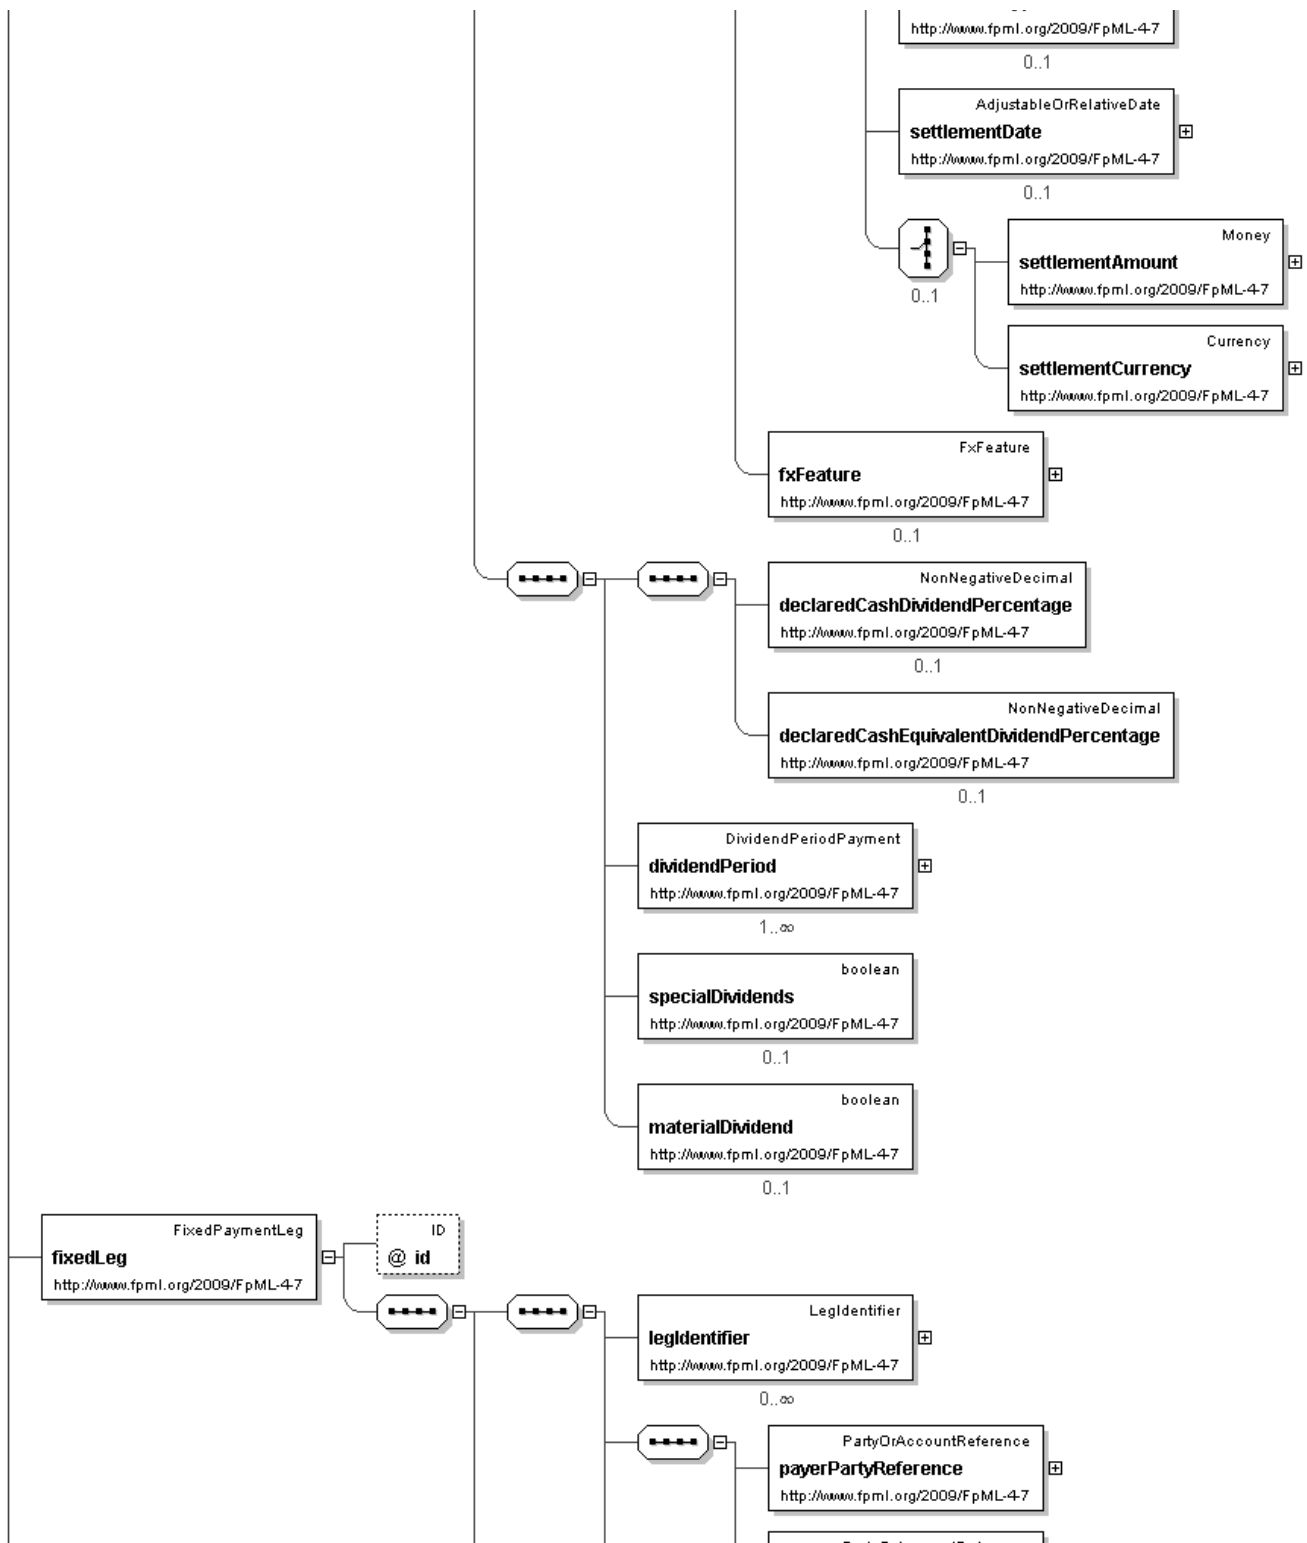 http://www.fpml.org/2009/FpML-4-7
0..1
AdjustableOrRelativeDate
settlementDate
http://www.fpml.org/2009/FpML-4-7
0..1
Money
settlementAmount
http://www.fpml.org/2009/FpML-4-7
0..1
Currency
settlementCurrency
http://www.fpml.org/2009/FpML-4-7
FxFeature
fxFeature
http://www.fpml.org/2009/FpML-4-7
0..1
NonNegativeDecimal
declaredCashDividendPercentage
http://www.fpml.org/2009/FpML-4-7
0..1
NonNegativeDecimal
declaredCashEquivalentDividendPercentage
http://www.fpml.org/2009/FpML-4-7
0..1
DividendPeriodPayment
dividendPeriod
http://www.fpml.org/2009/FpML-4-7
1..∞
boolean
specialDividends
http://www.fpml.org/2009/FpML-4-7
0..1
boolean
materialDividend
http://www.fpml.org/2009/FpML-4-7
0..1
FixedPaymentLeg
fixedLeg
http://www.fpml.org/2009/FpML-4-7
ID
@ id
LegIdentifier
legIdentifier
http://www.fpml.org/2009/FpML-4-7
0..∞
PartyOrAccountReference
payerPartyReference
http://www.fpml.org/2009/FpML-4-7